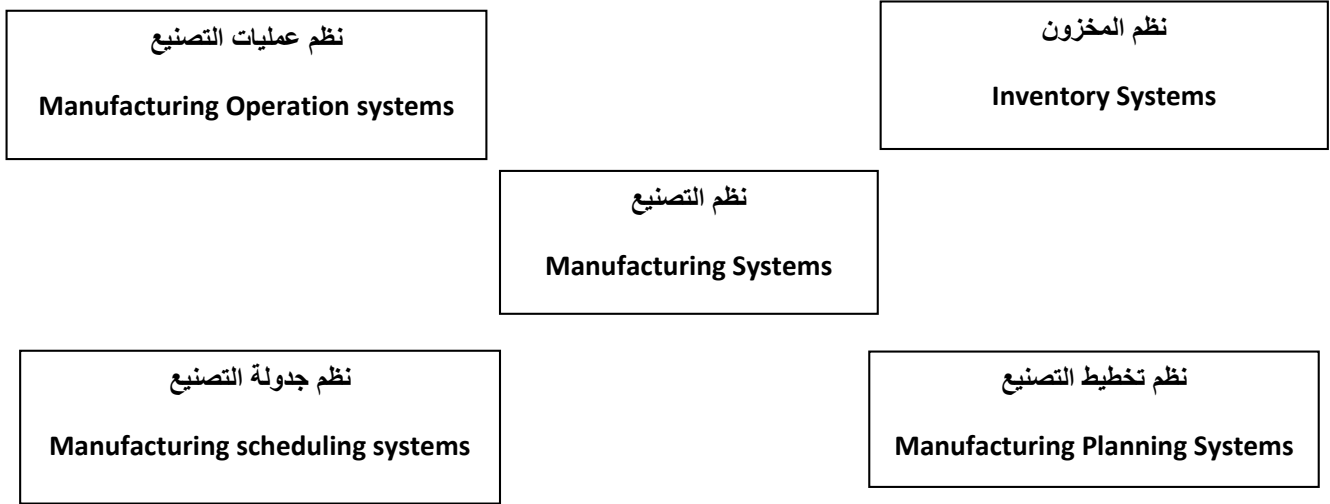 نظم عمليات التصنيع
Manufacturing Operation systems
نظم المخزون
Inventory Systems
نظم التصنيع
Manufacturing Systems
نظم جدولة التصنيع
Manufacturing scheduling systems
نظم تخطيط التصنيع
Manufacturing Planning Systems